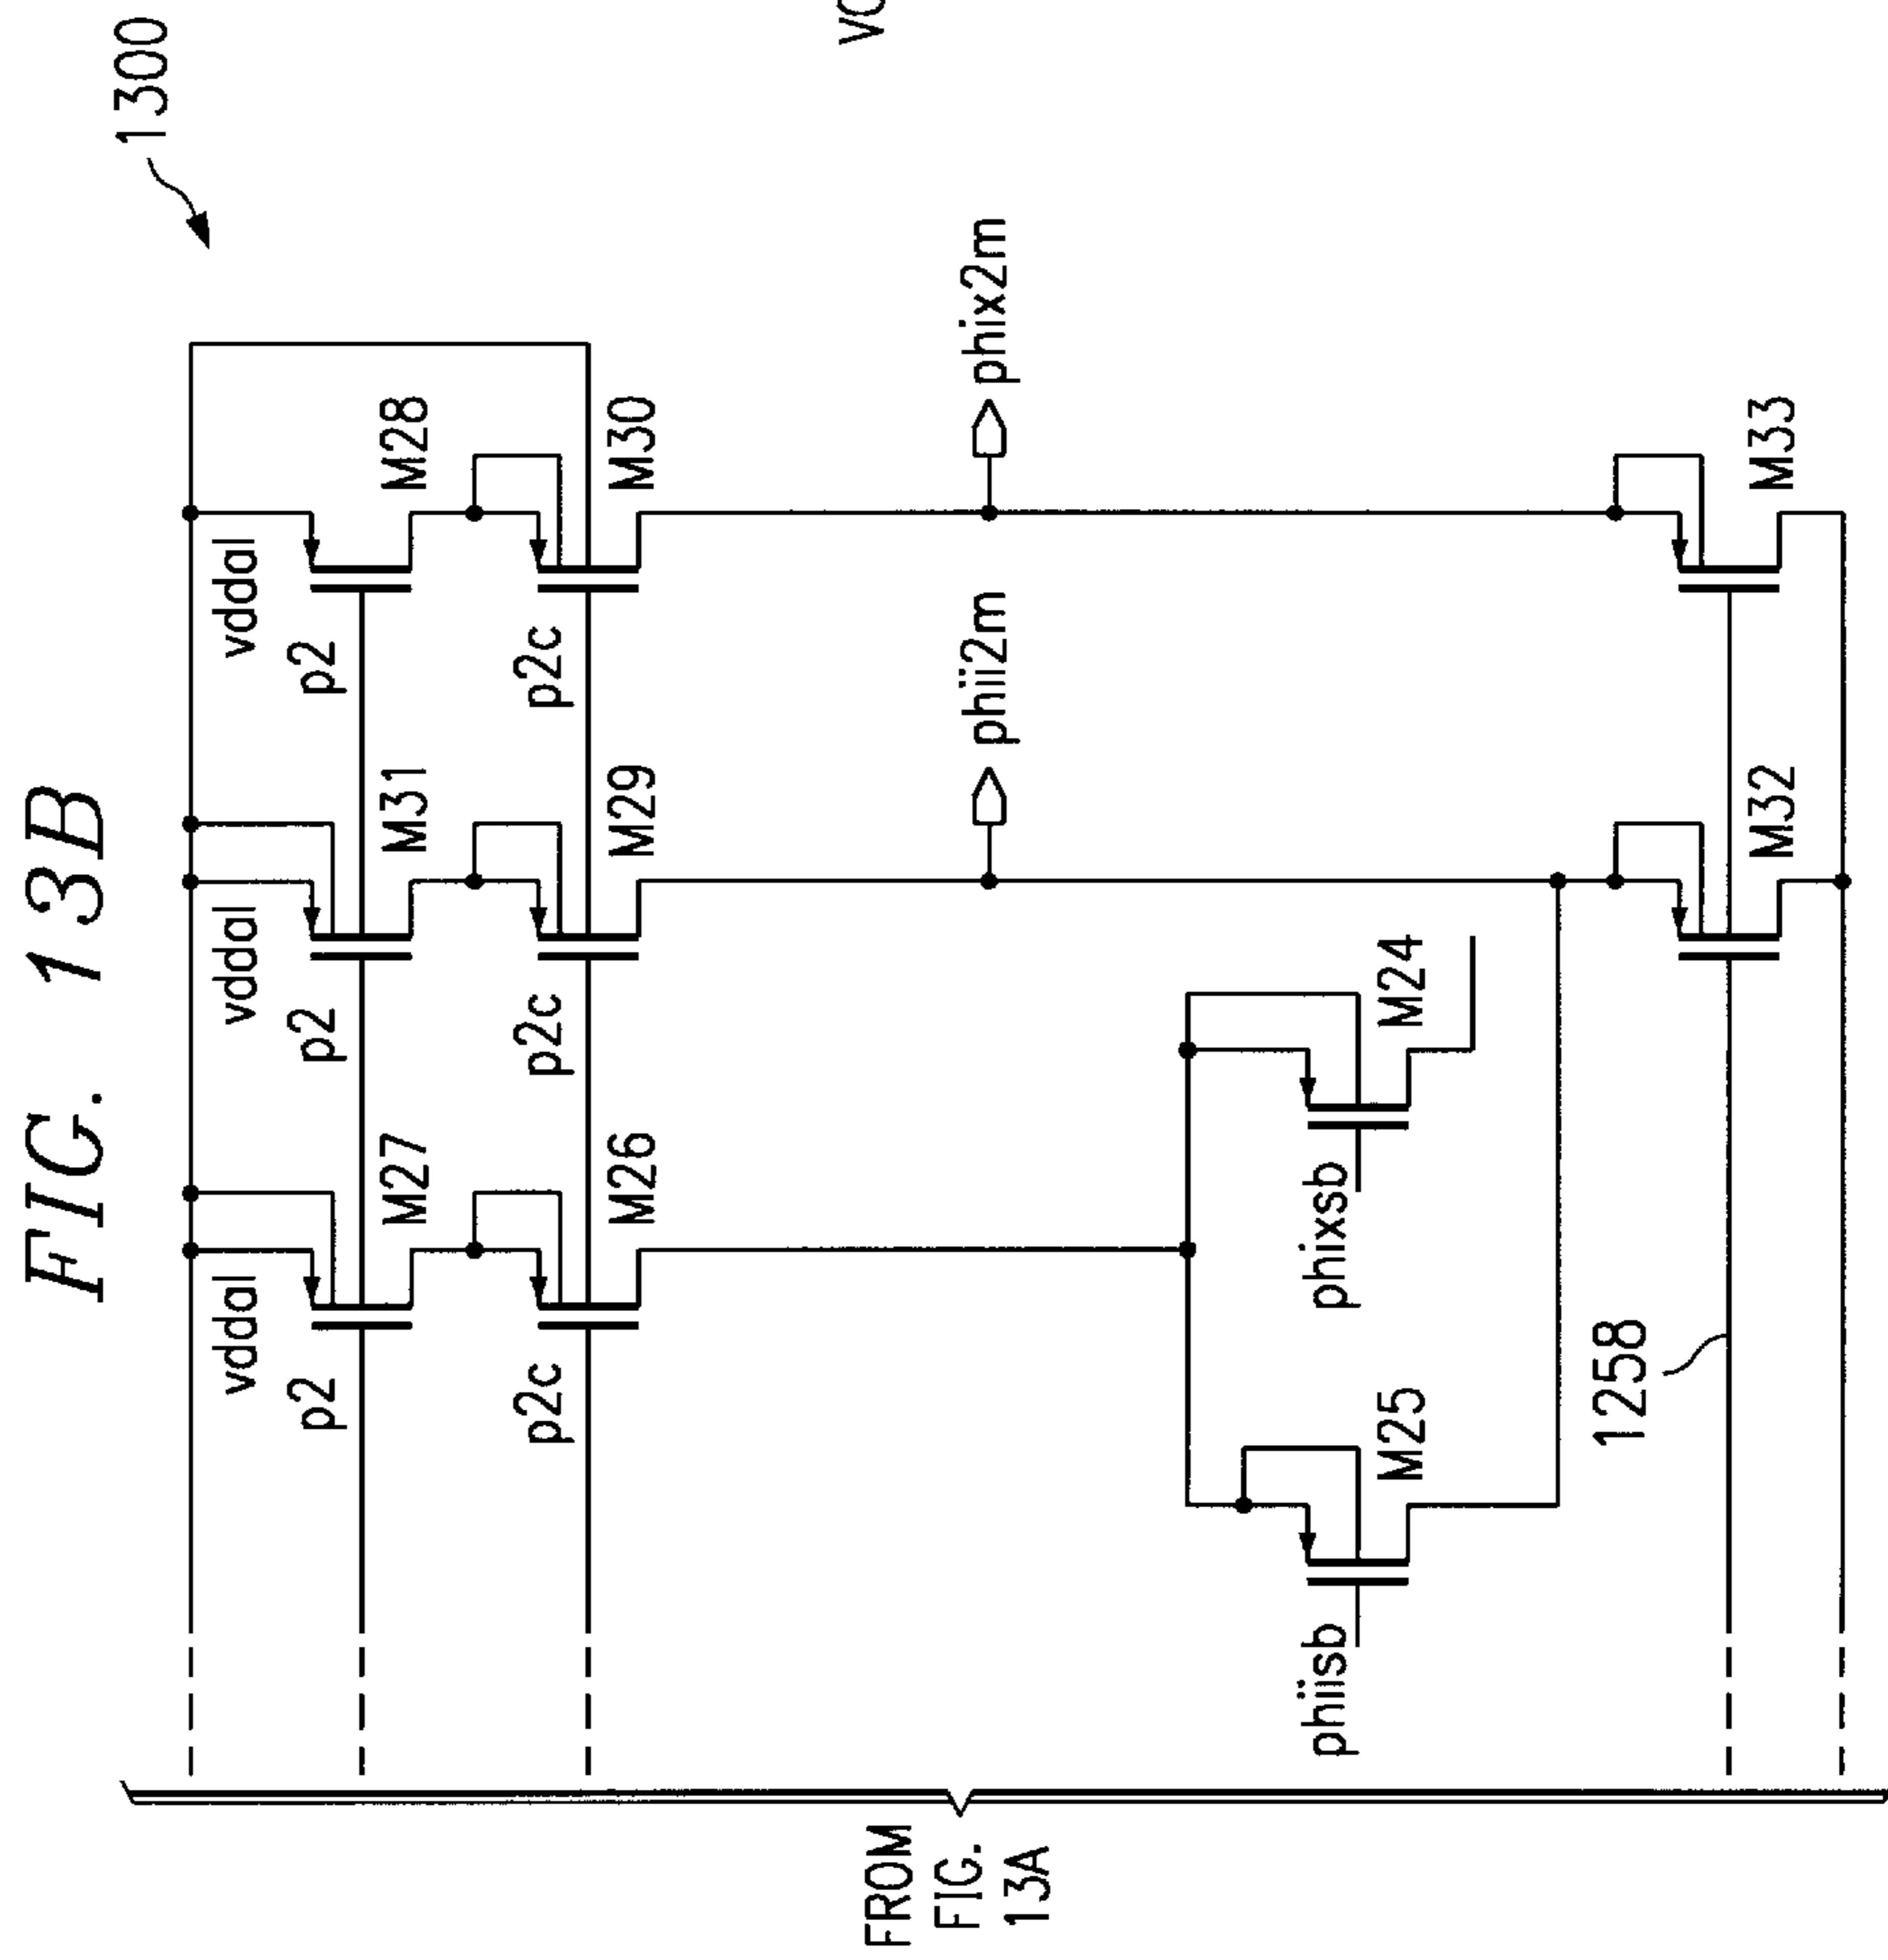 FIG. 13B
1300
vddal
vddal
vddal
p2
p2
p2
M27
M31
M28
p2c
p2c
p2c
M26
M29
M30
FROM
FIG.
13A
phii2m
phix2m
phiisb
phixsb
M25
M24
1258
M32
M33